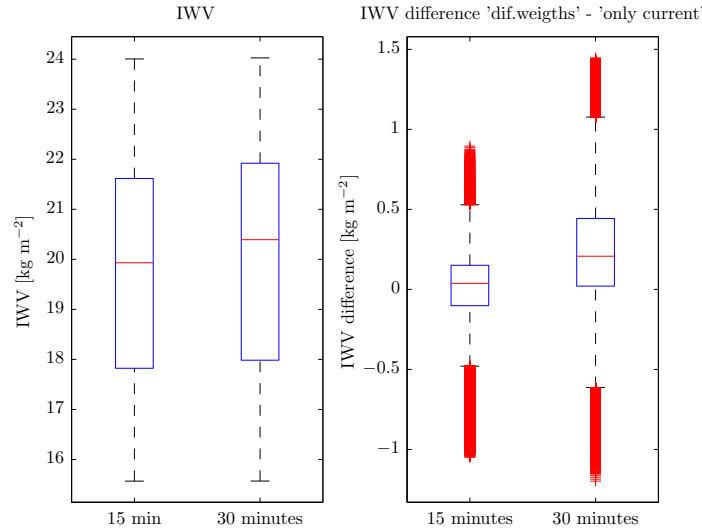 IWV
24
23
22
21
20
19
18
17
16
IWV [kg m⁻²]
15 min 30 minutes
IWV difference 'dif.weigths' - 'only current'
1.5
1
0.5
0
−0.5
−1
IWV difference [kg m⁻²]
15 minutes 30 minutes